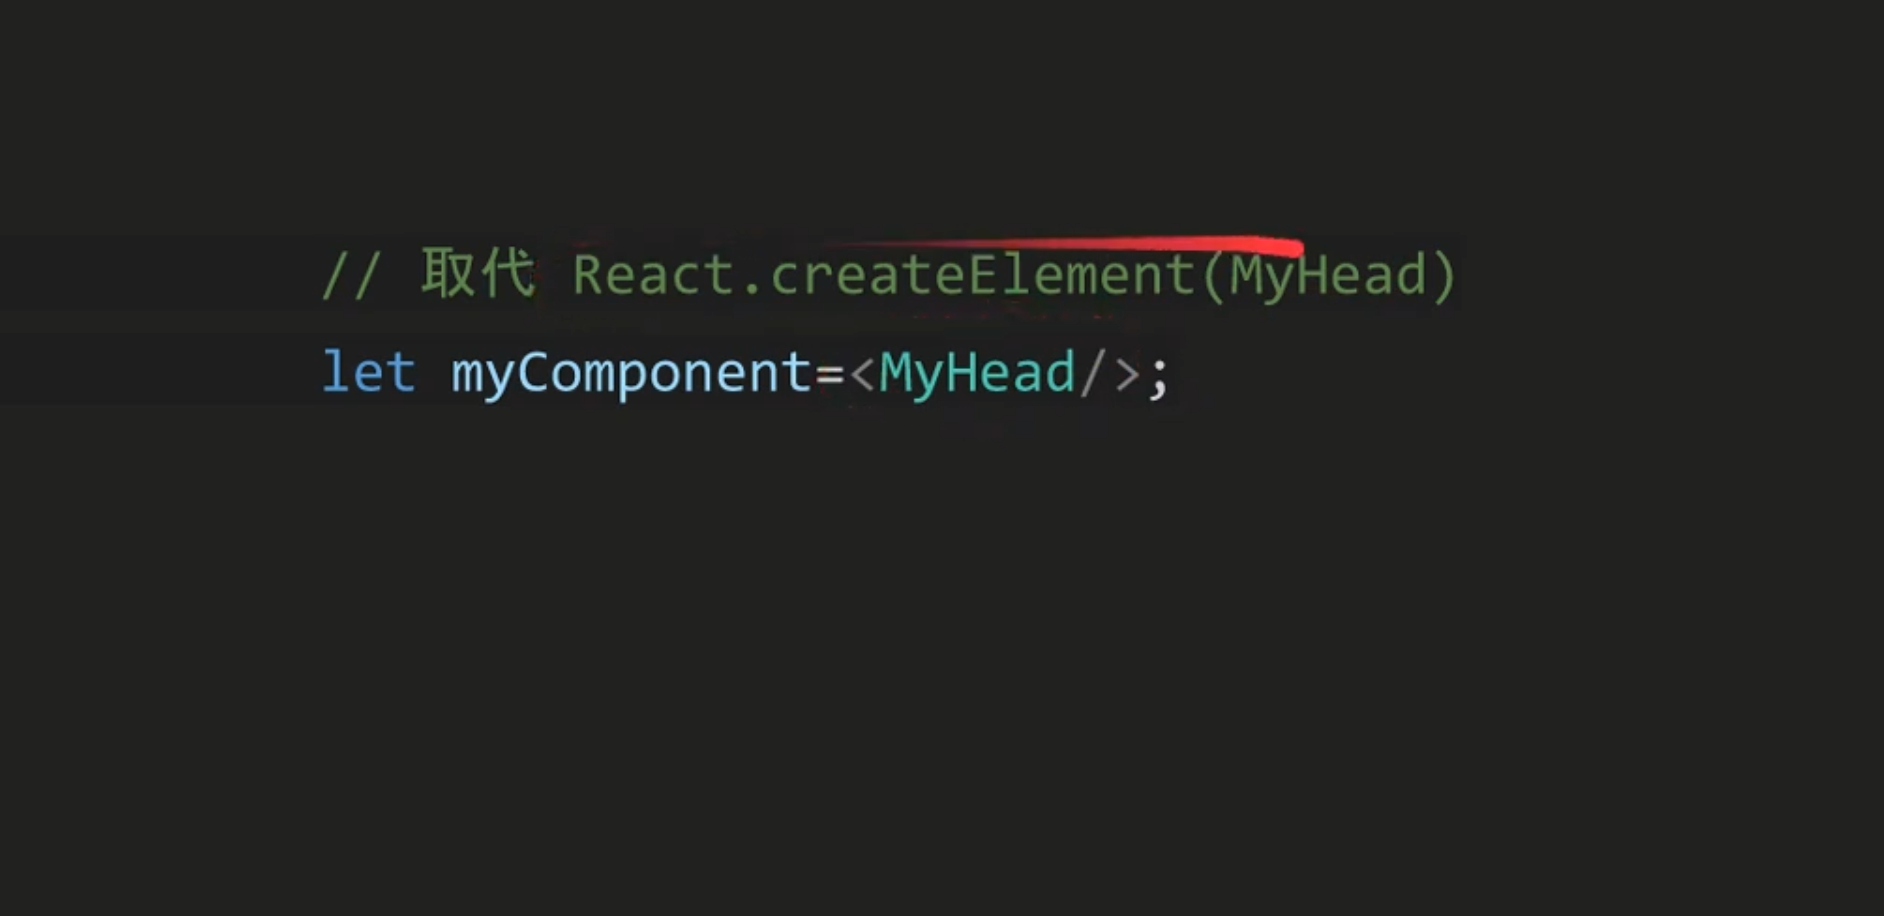 // 取代 React.createElement(MyHead)
let myComponent=<MyHead/>;